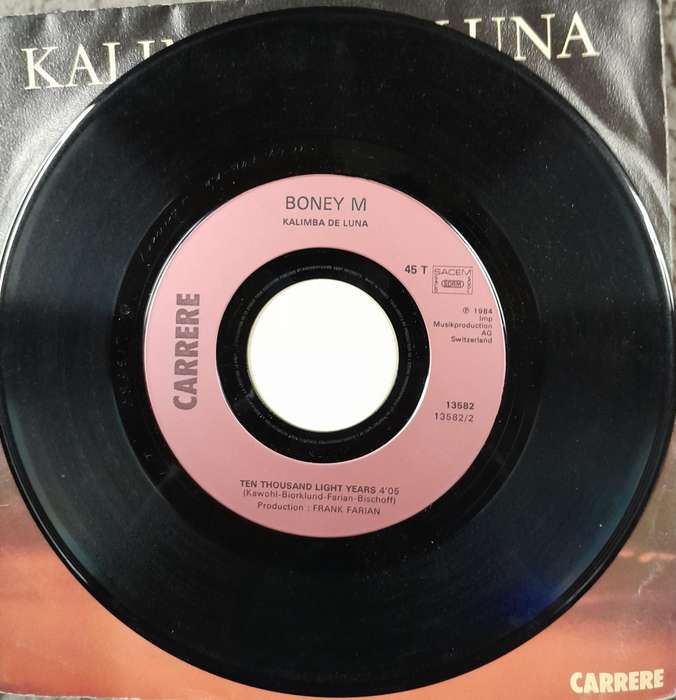 KALI UNA
BONEY M
KALIMBA DE LUNA
CARRERE
45 T
SACEM
SDRM
℗ 1984
Imp
Musikproduction
AG
Switzerland
13582
13582/2
TEN THOUSAND LIGHT YEARS 4'05
(Kawohl-Biorklund-Farian-Bischoff)
Production : FRANK FARIAN
CARRERE